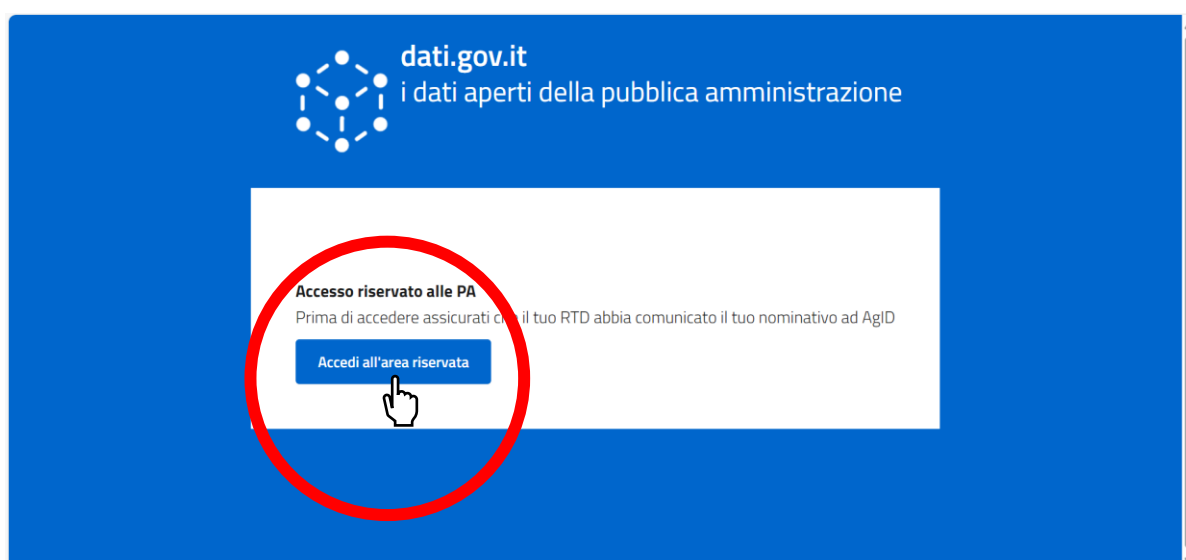 dati.gov.it
i dati aperti della pubblica amministrazione
Accesso riservato alle PA
Prima di accedere assicurati che il tuo RTD abbia comunicato il tuo nominativo ad AgID
Accedi all'area riservata